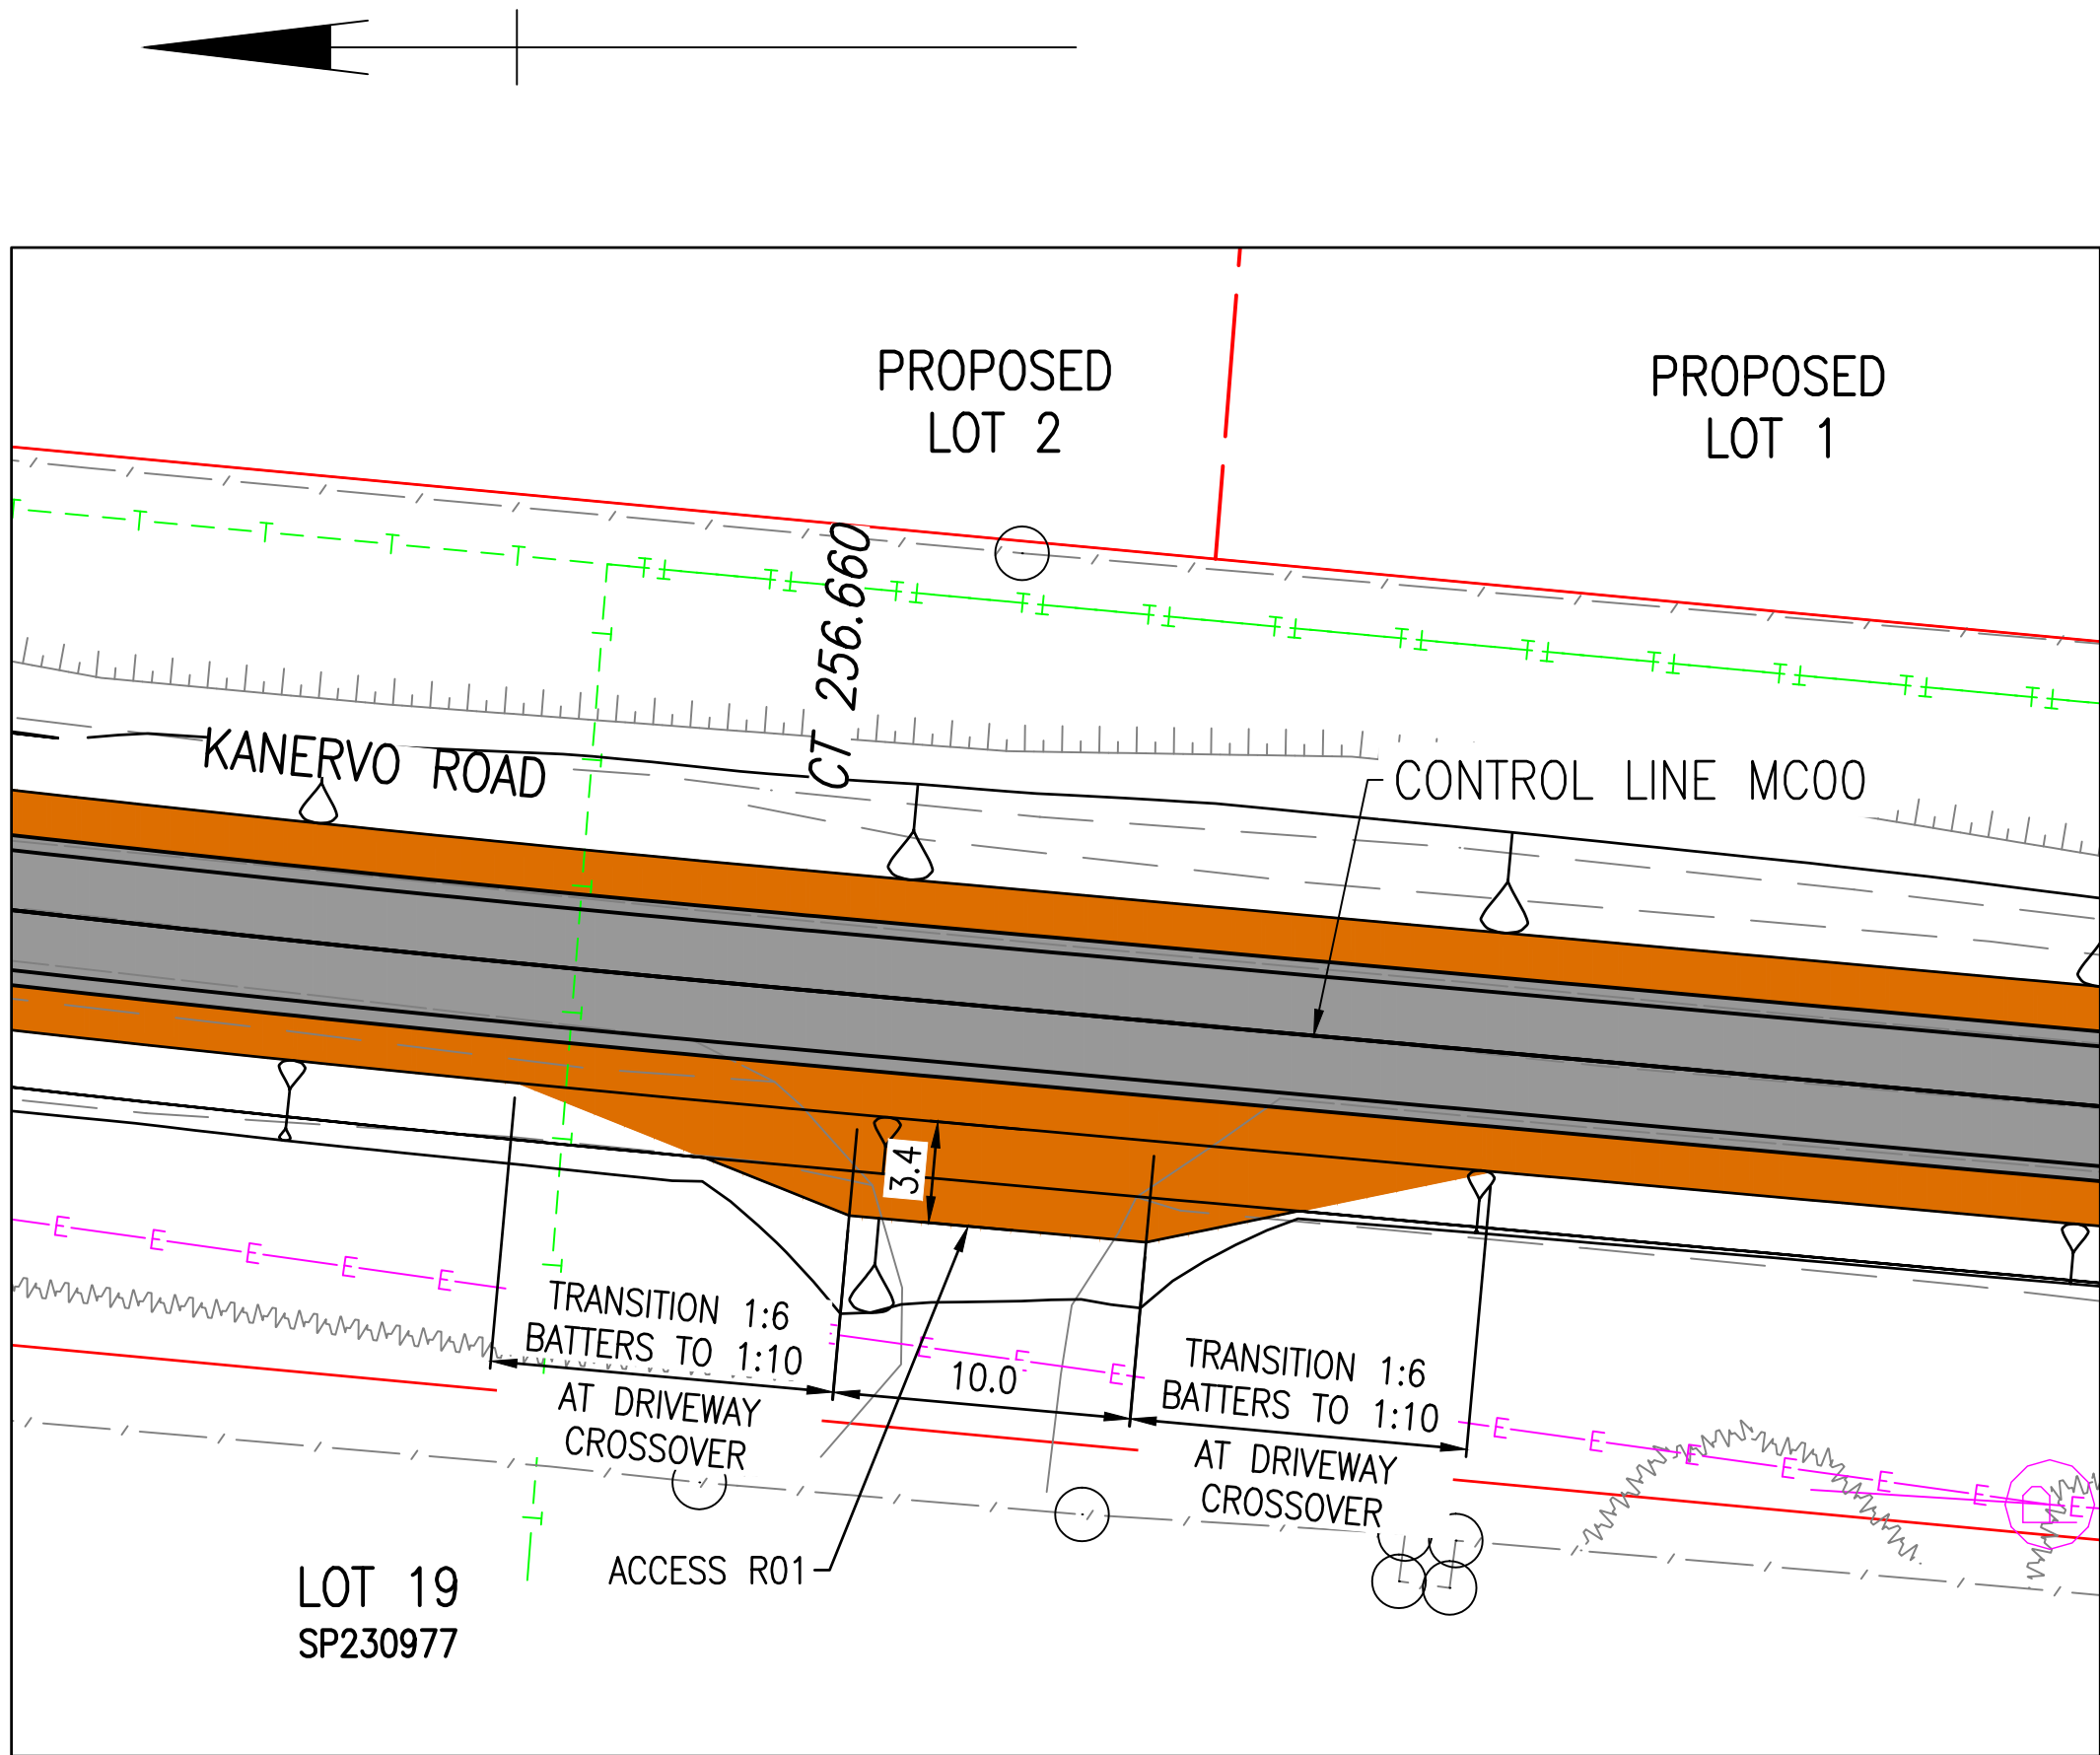 PROPOSED
LOT 2
PROPOSED
LOT 1
CT 256.660
KANERVO ROAD
CONTROL LINE MC00
3.4
TRANSITION 1:6
BATTERS TO 1:10
AT DRIVEWAY
CROSSOVER
10.0
TRANSITION 1:6
BATTERS TO 1:10
AT DRIVEWAY
CROSSOVER
ACCESS R01
LOT 19
SP230977